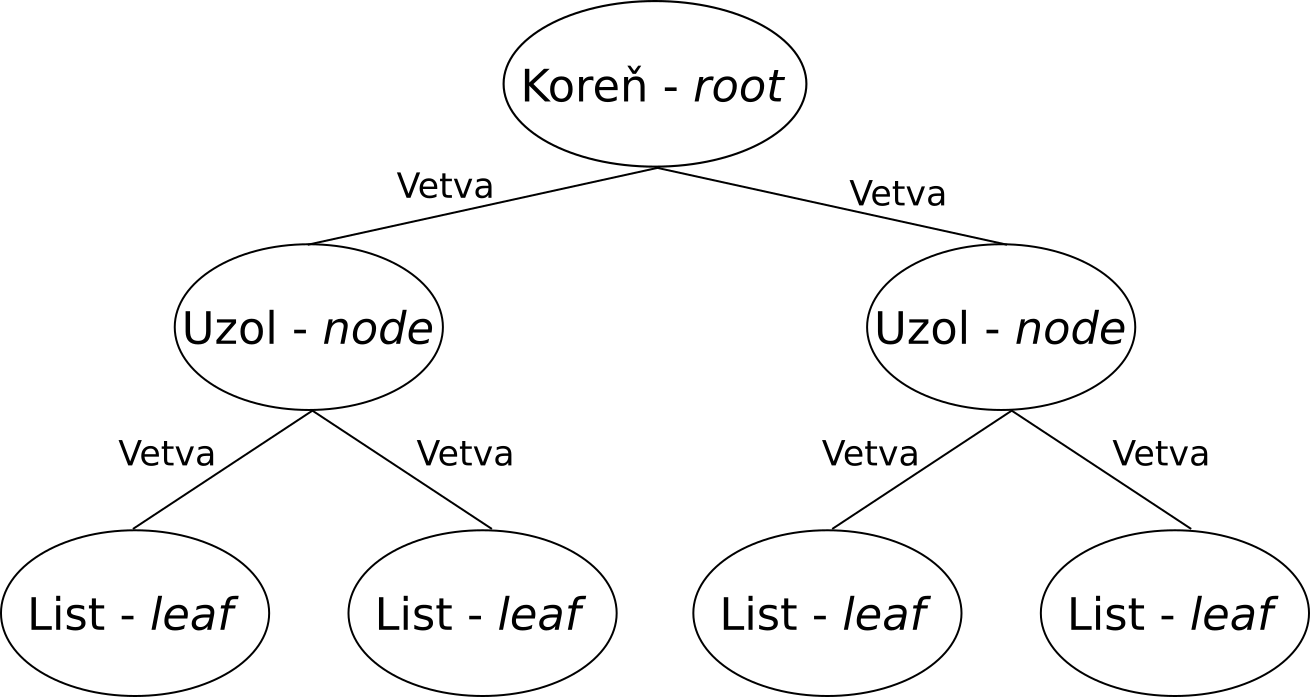 Koreň - root
Vetva
Vetva
Uzol - node
Uzol - node
Vetva
Vetva
Vetva
Vetva
List - leaf
List - leaf
List - leaf
List - leaf